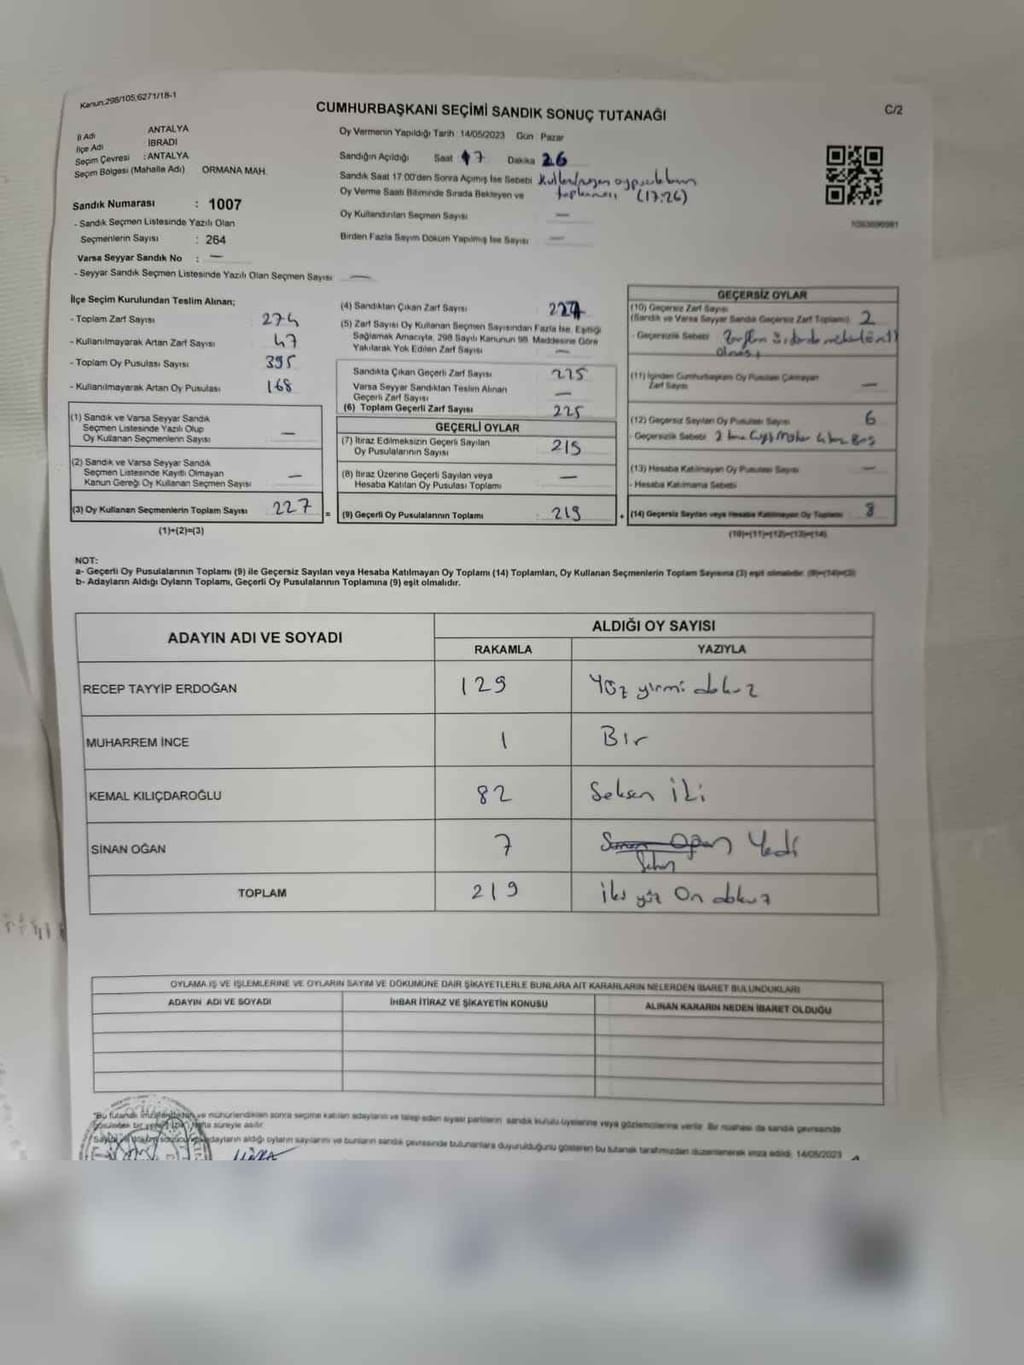 Kanun.298/105;6271/18-1
CUMHURBAŞKANI SEÇİMİ SANDIK SONUÇ TUTANAĞI
C/2
İl Adı ANTALYA
İlçe Adı İBRADI
Seçim Çevresi : ANTALYA
Seçim Bölgesi (Mahalle Adı) ORMANA MAH.
Sandık Numarası : 1007
- Sandık Seçmen Listesinde Yazılı Olan
Seçmenlerin Sayısı : 264
Varsa Seyyar Sandık No : —
- Seyyar Sandık Seçmen Listesinde Yazılı Olan Seçmen Sayısı —
Oy Vermenin Yapıldığı Tarih :14/05/2023 Gün Pazar
Sandığın Açıldığı Saat 17 Dakika 26
Sandık Saat 17:00'den Sonra Açımış İse Sebebi Kullanılmayan oy pusulalarının
Oy Verme Saati Bitiminde Sırada Bekleyen ve (17:26)
Oy Kullandırılan Seçmen Sayısı —
Birden Fazla Sayım Döküm Yapılmış İse Sayısı —
İlçe Seçim Kurulundan Teslim Alınan;
- Toplam Zarf Sayısı 274
- Kullanılmayarak Artan Zarf Sayısı 47
- Toplam Oy Pusulası Sayısı 395
- Kullanılmayarak Artan Oy Pusulası 168
(1) Sandık ve Varsa Seyyar Sandık
Seçmen Listesinde Yazılı Olup
Oy Kullanan Seçmenlerin Sayısı —
(2) Sandık ve Varsa Seyyar Sandık
Seçmen Listesinde Kayıtlı Olmayan
Kanun Gereği Oy Kullanan Seçmen Sayısı —
(3) Oy Kullanan Seçmenlerin Toplam Sayısı 227 =
(1)+(2)=(3)
(4) Sandıktan Çıkan Zarf Sayısı 227
(5) Zarf Sayısı Oy Kullanan Seçmen Sayısından Fazla İse, Eşitliği
Sağlamak Amacıyla, 298 Sayılı Kanunun 98. Maddesine Göre
Yakılarak Yok Edilen Zarf Sayısı —
Sandıkta Çıkan Geçerli Zarf Sayısı 225
Varsa Seyyar Sandıktan Teslim Alınan
Geçerli Zarf Sayısı —
(6) Toplam Geçerli Zarf Sayısı 225
GEÇERLİ OYLAR
(7) İtiraz Edilmeksizin Geçerli Sayılan
Oy Pusulalarının Sayısı 219
(8) İtiraz Üzerine Geçerli Sayılan veya
Hesaba Katılan Oy Pusulası Toplamı —
(9) Geçerli Oy Pusulalarının Toplamı 219 +
GEÇERSİZ OYLAR
(10) Geçersiz Zarf Sayısı
(Sandık ve Varsa Seyyar Sandık Geçersiz Zarf Toplamı) 2
- Geçersizlik Sebebi
(11) İçinden Cumhurbaşkanı Oy Pusulası Çıkmayan
Zarf Sayısı —
(12) Geçersiz Sayılan Oy Pusulası Sayısı 6
- Geçersizlik Sebebi 2 4 Boş
(13) Hesaba Katılmayan Oy Pusulası Sayısı —
- Hesaba Katılmama Sebebi
(14) Geçersiz Sayılan veya Hesaba Katılmayan Oy Toplamı 8
(10)+(11)+(12)+(13)=(14)
NOT:
a- Geçerli Oy Pusulalarının Toplamı (9) ile Geçersiz Sayılan veya Hesaba Katılmayan Oy Toplamı (14) Toplamları, Oy Kullanan Seçmenlerin Toplam Sayısına (3) eşit olmalıdır. (9)+(14)=(3)
b- Adayların Aldığı Oyların Toplamı, Geçerli Oy Pusulalarının Toplamına (9) eşit olmalıdır.
ADAYIN ADI VE SOYADI
ALDIĞI OY SAYISI
RAKAMLA YAZIYLA
RECEP TAYYİP ERDOĞAN 129 Yüz yirmi dokuz
MUHARREM İNCE 1 Bir
KEMAL KILIÇDAROĞLU 82 Seksen iki
SİNAN OĞAN 7 Yedi
TOPLAM 219 iki yüz On dokuz
OYLAMA İŞ VE İŞLEMLERİNE VE OYLARIN SAYIM VE DÖKÜMÜNE DAİR ŞİKAYETLERLE BUNLARA AİT KARARLARIN NELERDEN İBARET BULUNDUKLARI
ADAYIN ADI VE SOYADI İHBAR İTİRAZ VE ŞİKAYETİN KONUSU ALINAN KARARIN NEDEN İBARET OLDUĞU
"Bu tutanak imzalandıktan ve mühürlendikten sonra seçime katılan adayların ve talep eden siyasi partilerin sandık kurulu üyelerine veya gözlemcilerine verilir. Bir nüshası da sandık çevresinde
süreyle asılır.
adayların aldığı oyların sayılarını ve bunların sandık çevresinde bulunanlara duyurulduğunu gösteren bu tutanak tarafımızdan düzenlenerek imza edildi. 14/05/2023